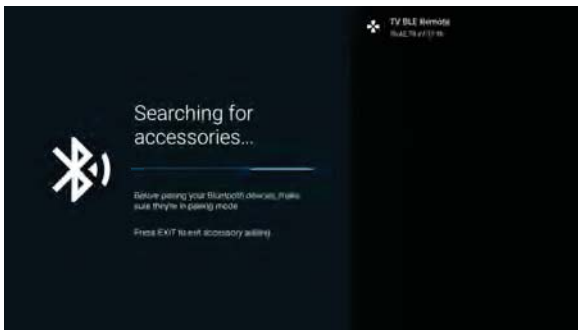 Searching for
accessories...
Before pairing your Bluetooth devices, make
sure they're in pairing mode
Press EXIT to exit accessory adding
TV BLE Remote